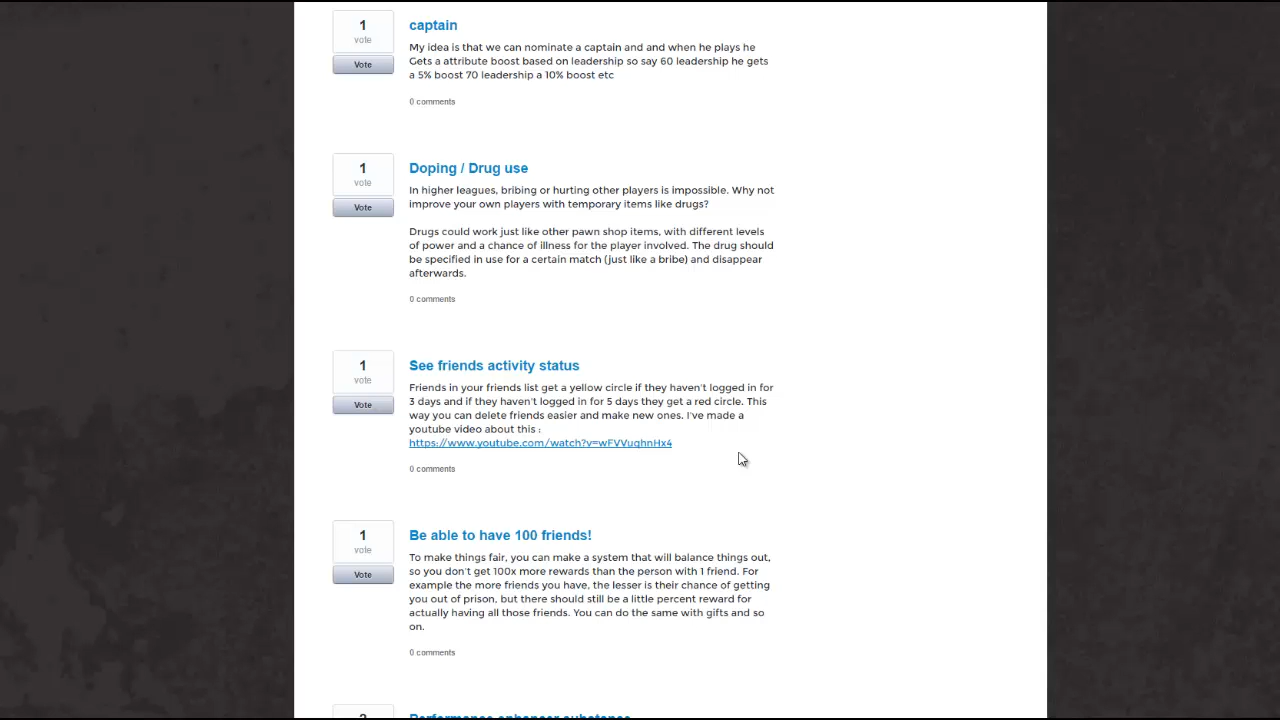 1
vote
Vote
captain
My idea is that we can nominate a captain and and when he plays he
Gets a attribute boost based on leadership so say 60 leadership he gets
a 5% boost 70 leadership a 10% boost etc
0 comments
1
vote
Vote
Doping / Drug use
In higher leagues, bribing or hurting other players is impossible. Why not
improve your own players with temporary items like drugs?
Drugs could work just like other pawn shop items, with different levels
of power and a chance of illness for the player involved. The drug should
be specified in use for a certain match (just like a bribe) and disappear
afterwards.
0 comments
1
vote
Vote
See friends activity status
Friends in your friends list get a yellow circle if they haven't logged in for
3 days and if they haven't logged in for 5 days they get a red circle. This
way you can delete friends easier and make new ones. I've made a
youtube video about this :
https://www.youtube.com/watch?v=wFVVuqhnHx4
0 comments
1
vote
Vote
Be able to have 100 friends!
To make things fair, you can make a system that will balance things out,
so you don't get 100x more rewards than the person with 1 friend. For
example the more friends you have, the lesser is their chance of getting
you out of prison, but there should still be a little percent reward for
actually having all those friends. You can do the same with gifts and so
on.
0 comments
2
Performance enhancer substance